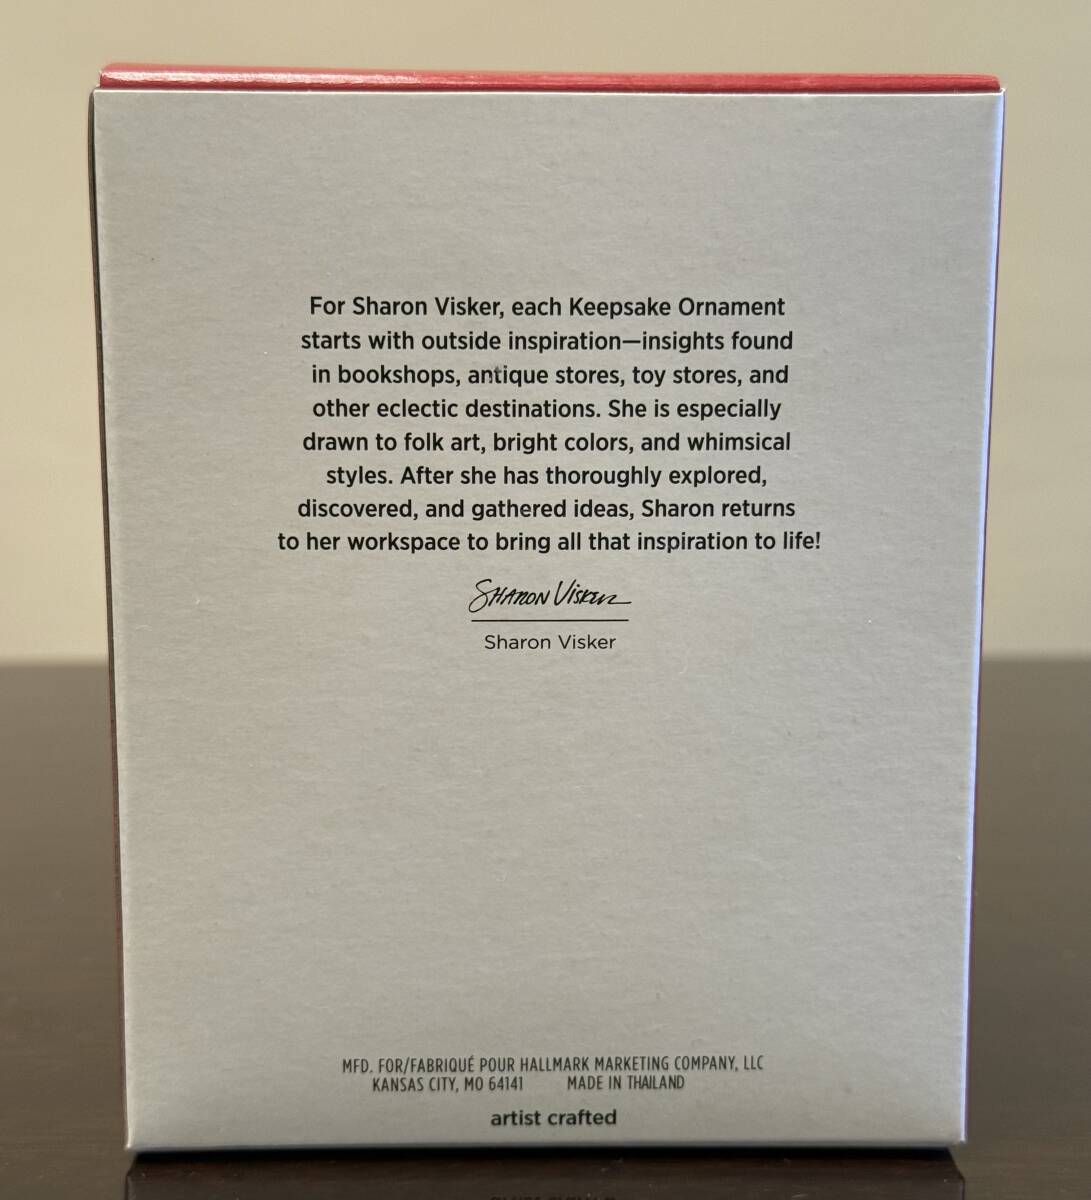 For Sharon Visker, each Keepsake Ornament
starts with outside inspiration—insights found
in bookshops, antique stores, toy stores, and
other eclectic destinations. She is especially
drawn to folk art, bright colors, and whimsical
styles. After she has thoroughly explored,
discovered, and gathered ideas, Sharon returns
to her workspace to bring all that inspiration to life!
Sharon Visker
Sharon Visker
MFD. FOR/FABRIQUÉ POUR HALLMARK MARKETING COMPANY, LLC
KANSAS CITY, MO 64141 MADE IN THAILAND
artist crafted